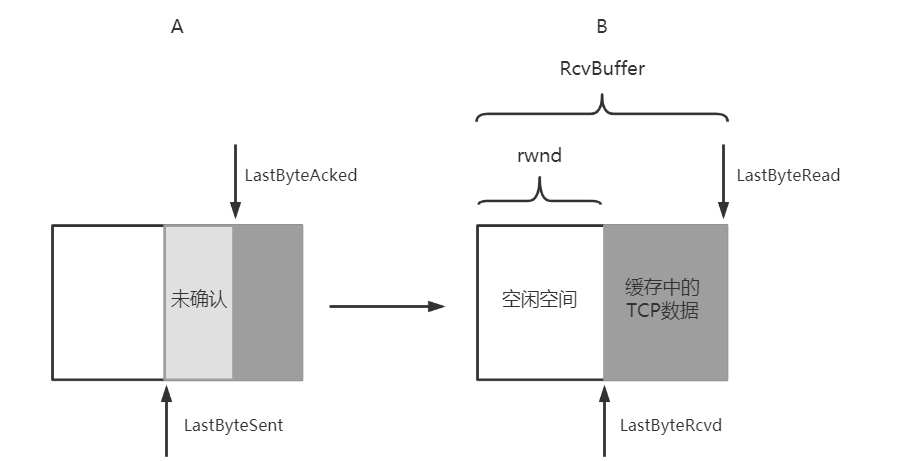 A
B
RcvBuffer
rwnd
LastByteAcked
LastByteRead
未确认
空闲空间
缓存中的
TCP数据
LastByteSent
LastByteRcvd